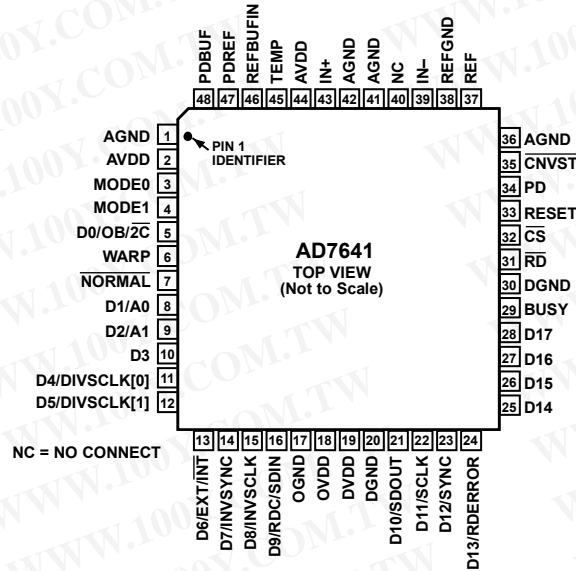 48 PDBUF
47 PDREF
46 REFBUFIN
45 TEMP
44 AVDD
43 IN+
42 AGND
41 AGND
40 NC
39 IN–
38 REFGND
37 REF
AGND 1
AVDD 2
MODE0 3
MODE1 4
D0/OB/2C 5
WARP 6
NORMAL 7
D1/A0 8
D2/A1 9
D3 10
D4/DIVSCLK[0] 11
D5/DIVSCLK[1] 12
PIN 1
IDENTIFIER
AD7641
TOP VIEW
(Not to Scale)
36 AGND
35 CNVST
34 PD
33 RESET
32 CS
31 RD
30 DGND
29 BUSY
28 D17
27 D16
26 D15
25 D14
13 D6/EXT/INT
14 D7/INVSYNC
15 D8/INVSCLK
16 D9/RDC/SDIN
17 OGND
18 OVDD
19 DVDD
20 DGND
21 D10/SDOUT
22 D11/SCLK
23 D12/SYNC
24 D13/RDERROR
NC = NO CONNECT
WWW.100Y.COM.TW